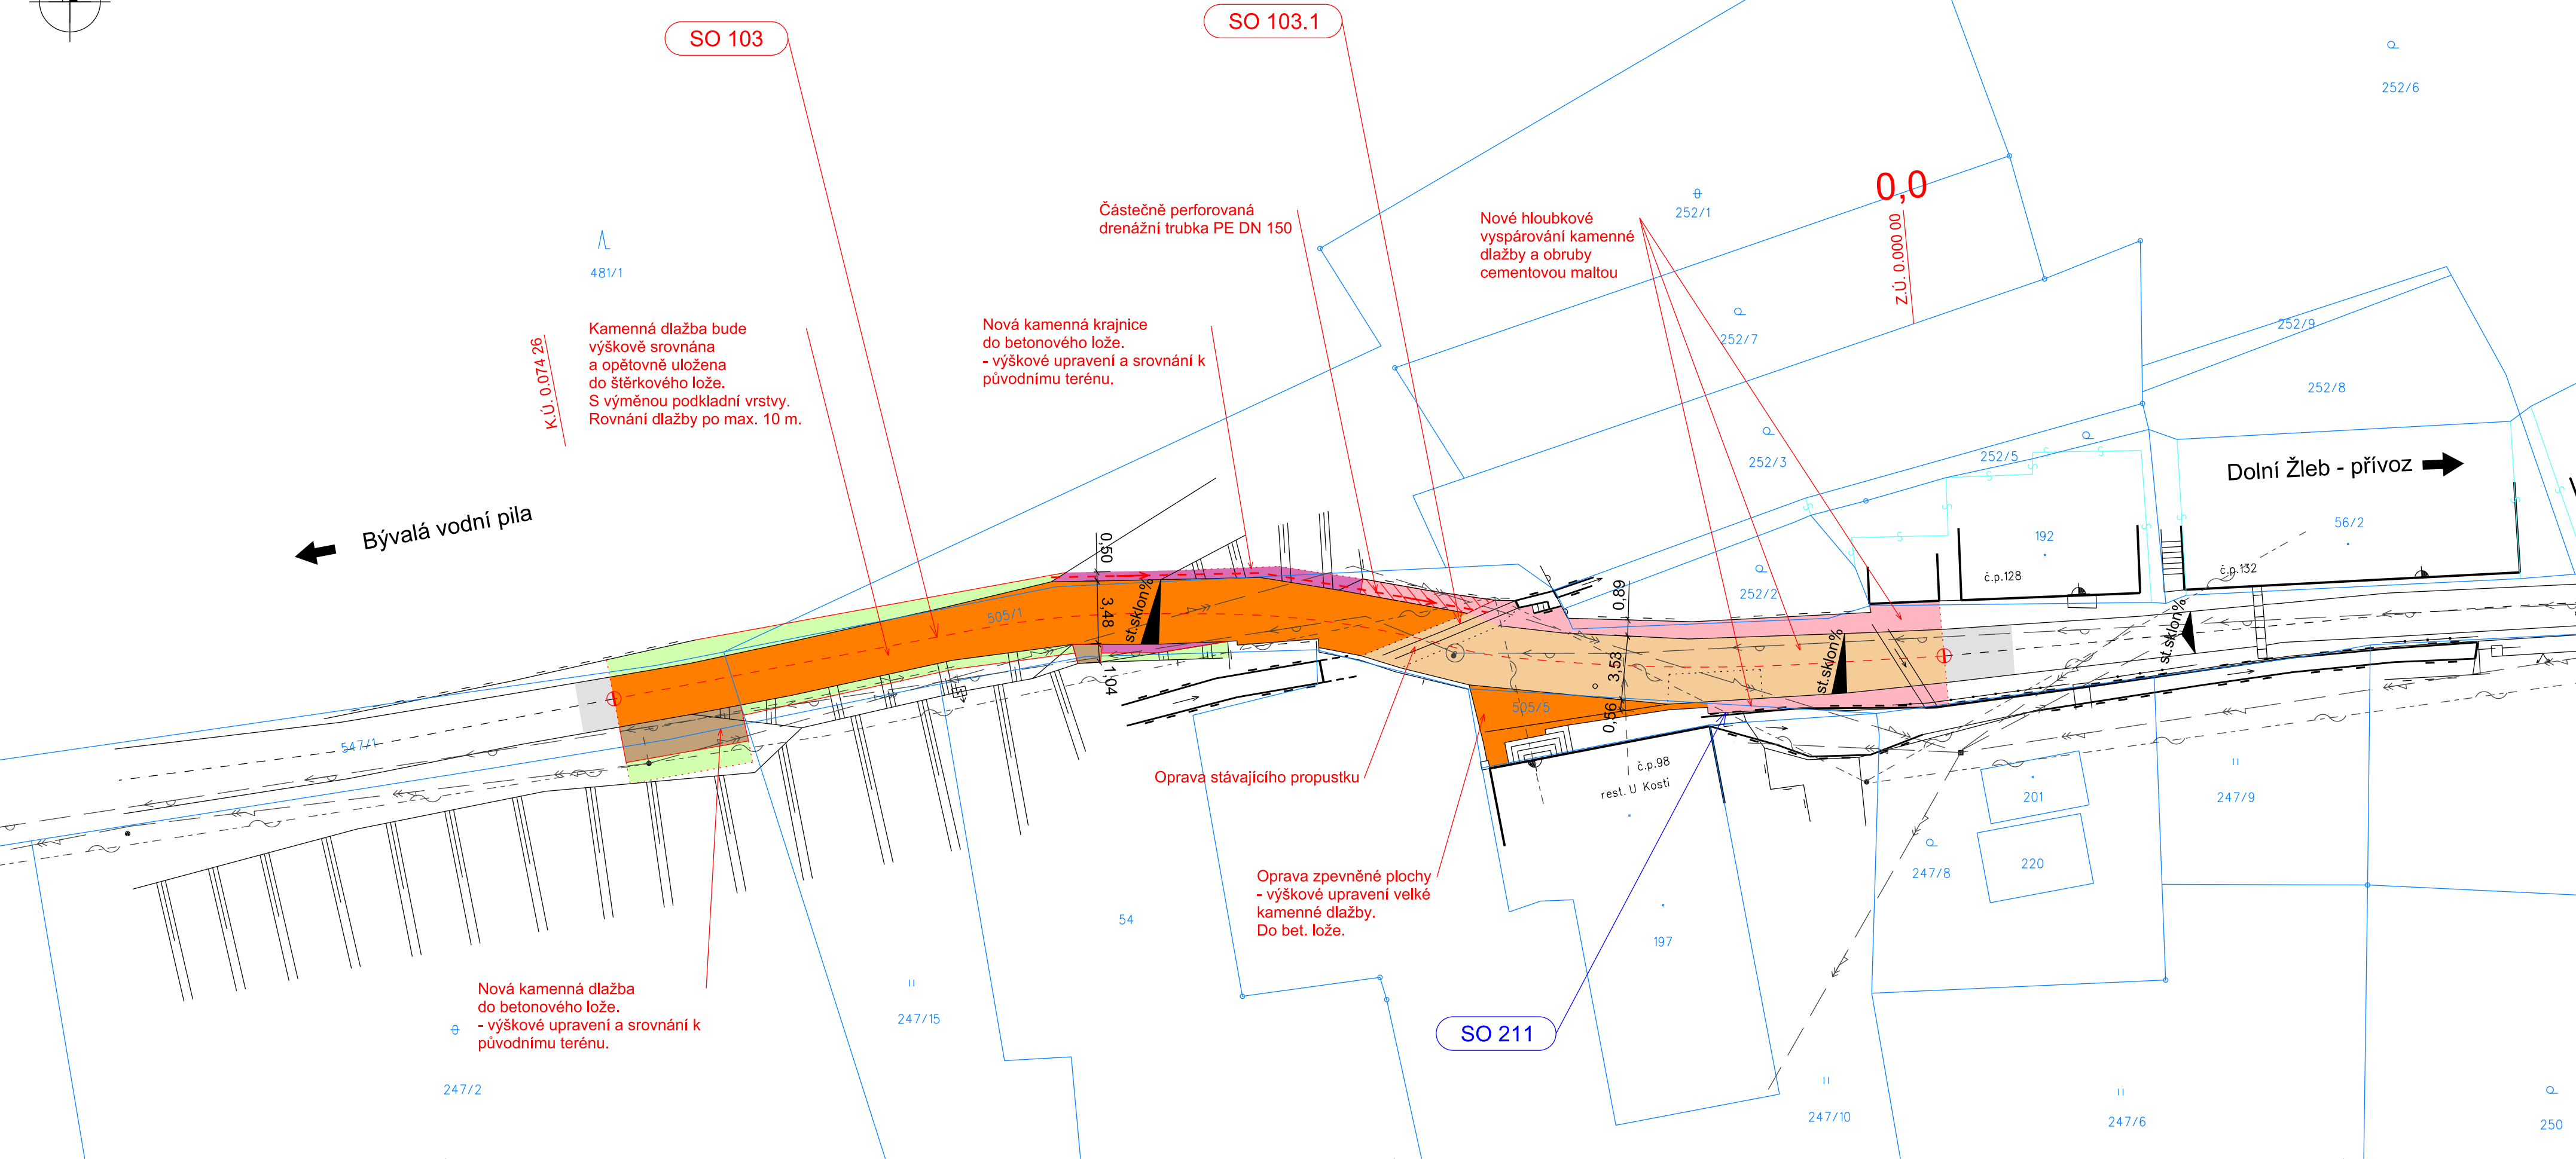 SO 103
SO 103.1
252/6
0,0
Z.Ú. 0.000 00
252/1
Částečně perforovaná
drenážní trubka PE DN 150
Nové hloubkové
vyspárování kamenné
dlažby a obruby
cementovou maltou
481/1
K.Ú. 0.074 26
Kamenná dlažba bude
výškově srovnána
a opětovně uložena
do štěrkového lože.
S výměnou podkladní vrstvy.
Rovnání dlažby po max. 10 m.
Nová kamenná krajnice
do betonového lože.
- výškové upravení a srovnání k
původnímu terénu.
252/7
252/9
252/8
252/3
252/5
Dolní Žleb - přívoz
Bývalá vodní pila
56/2
192
č.p.128
č.p.132
252/2
0,50
3,48
1,04
st.sklon%
505/1
0,89
3,53
0,56
st.sklon%
st.sklon%
505/5
547/1
Oprava stávajícího propustku
č.p.98
rest. U Kosti
201
220
247/9
247/8
Oprava zpevněné plochy
- výškové upravení velké
kamenné dlažby.
Do bet. lože.
54
197
Nová kamenná dlažba
do betonového lože.
- výškové upravení a srovnání k
původnímu terénu.
247/15
SO 211
247/2
247/10
247/6
250